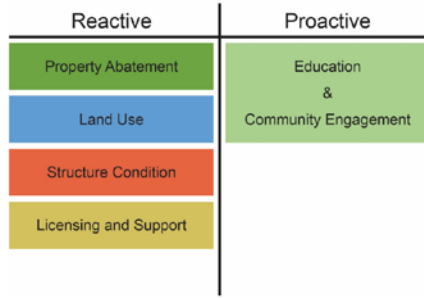 Reactive
Proactive
Property Abatement
Land Use
Structure Condition
Licensing and Support
Education
&
Community Engagement